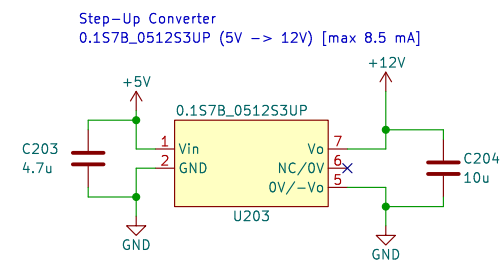 Step-Up Converter
0.1S7B_0512S3UP (5V -> 12V) [max 8.5 mA]
+5V
+12V
0.1S7B_0512S3UP
C203
4.7u
1
Vin
2
GND
Vo
7
NC/0V
6
0V/-Vo
5
C204
10u
U203
GND
GND